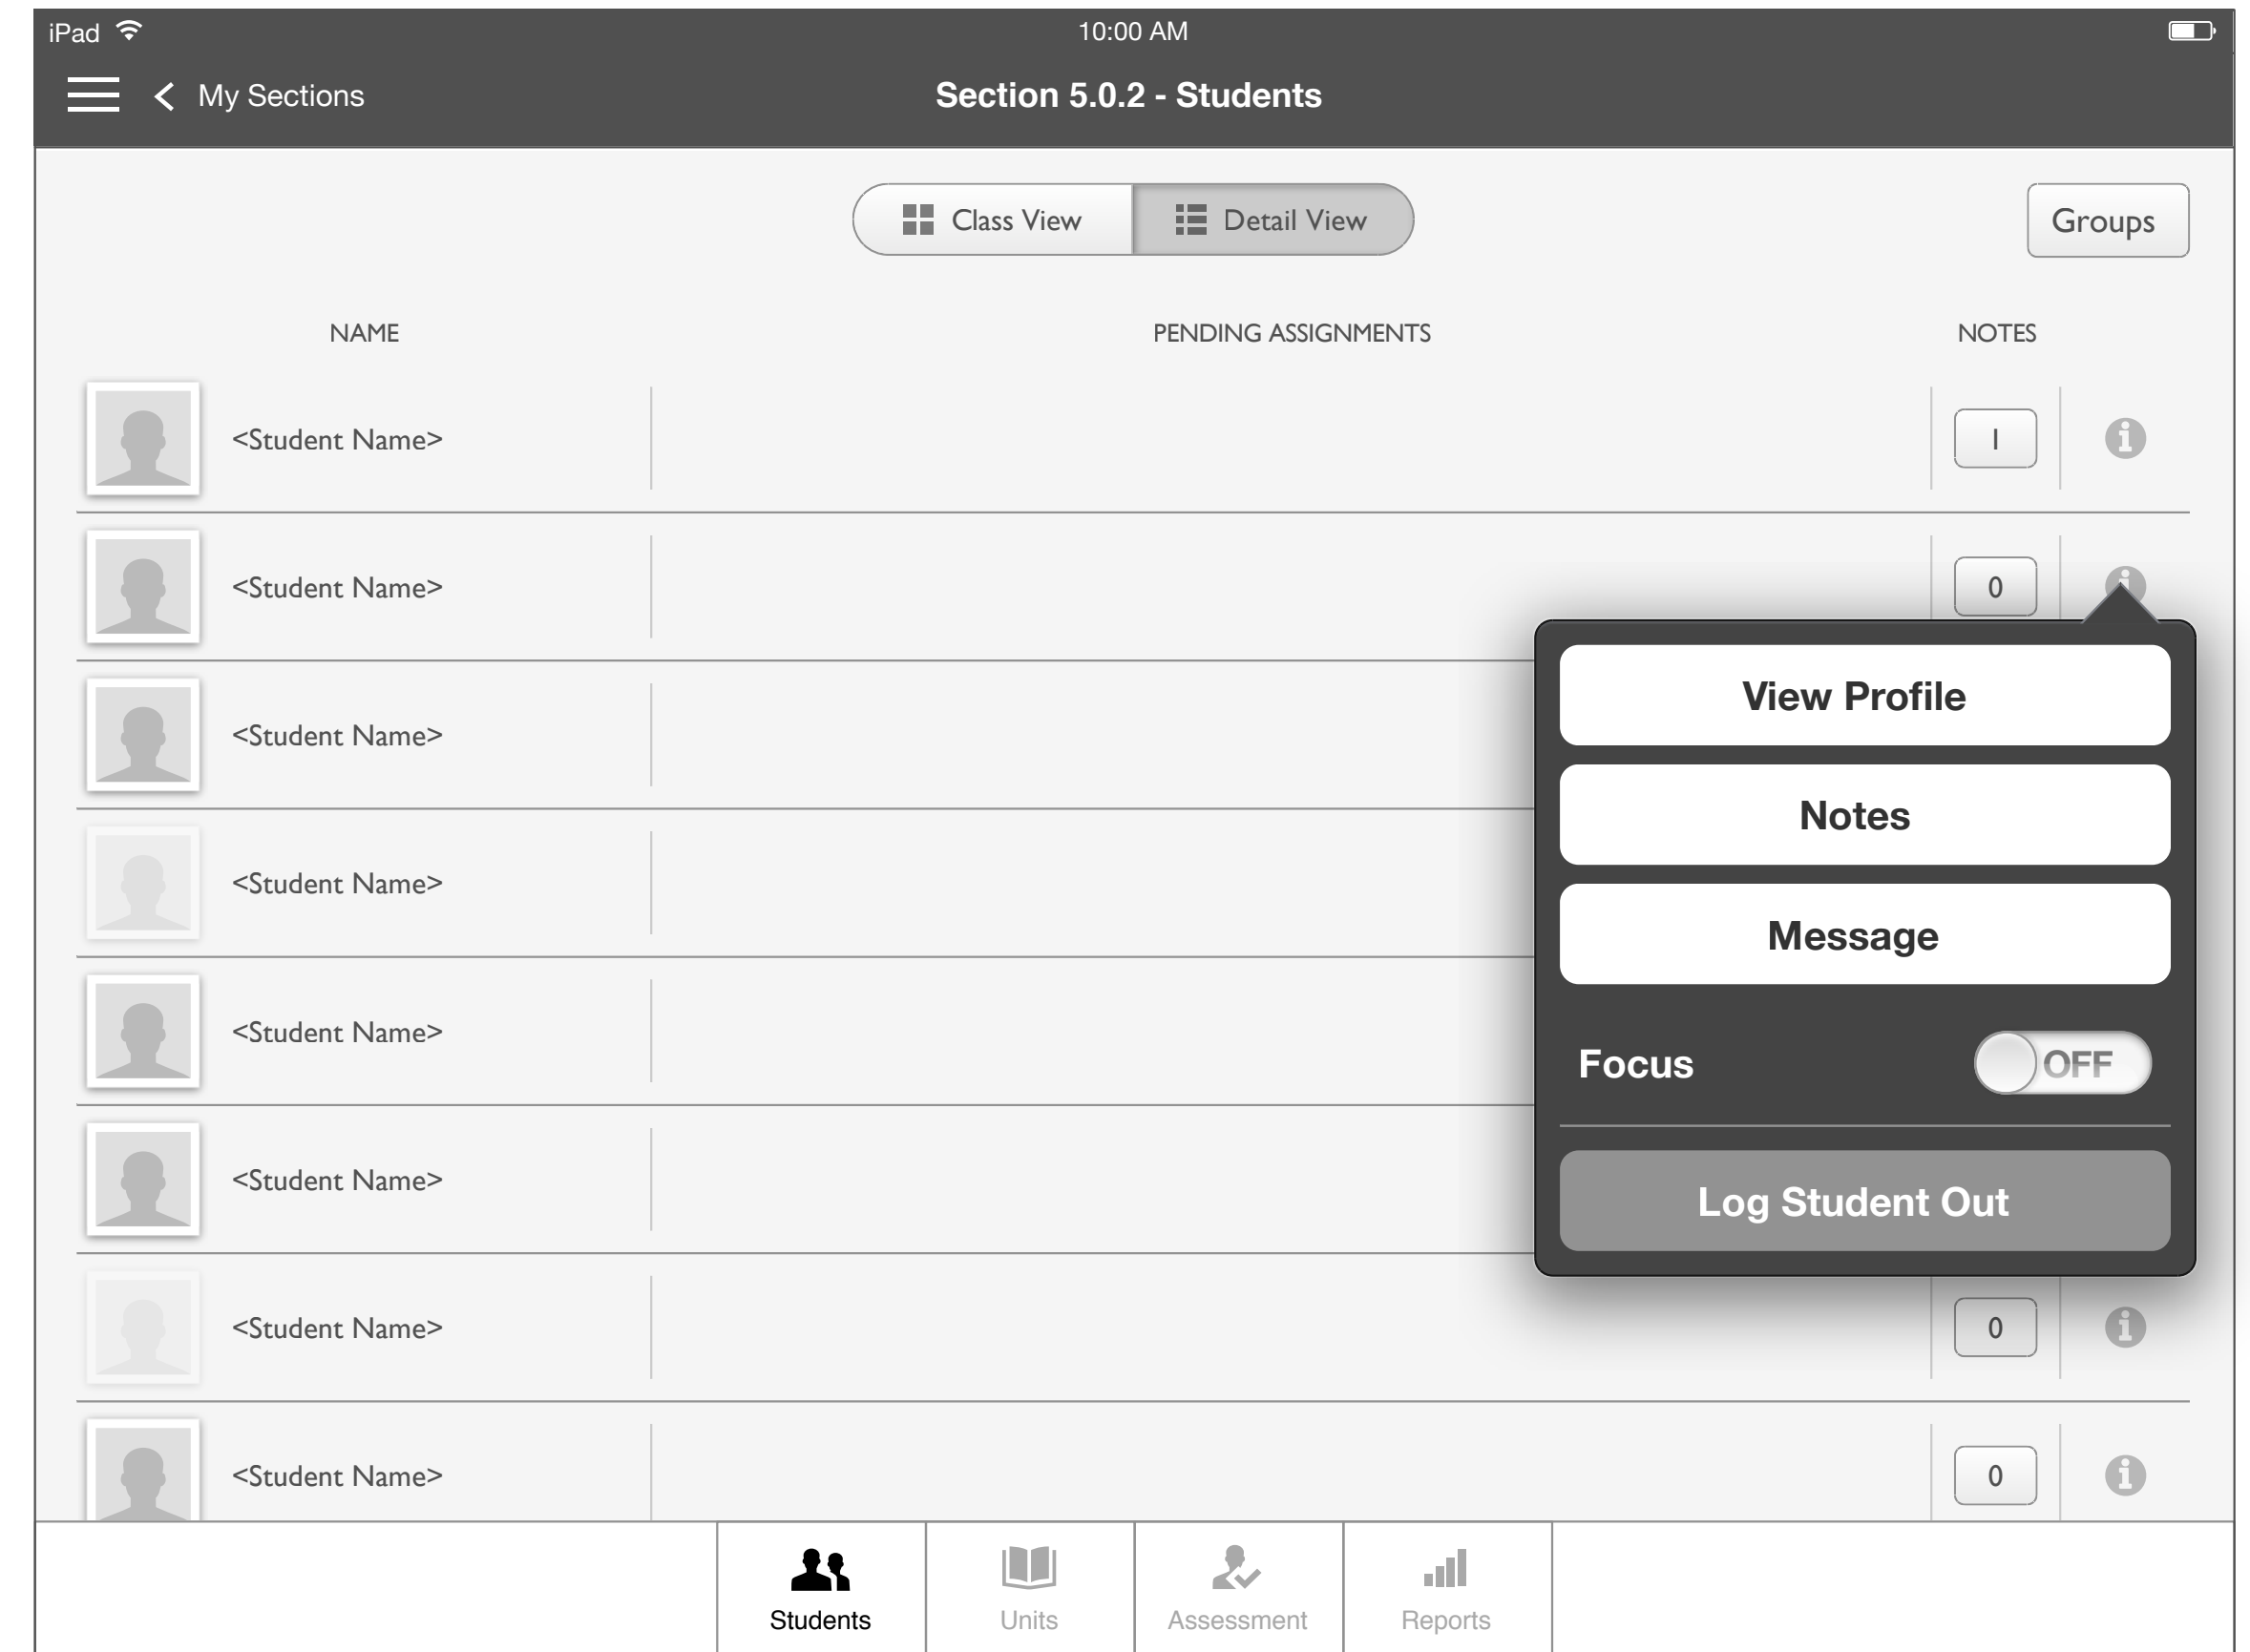 iPad
10:00 AM
My Sections
Section 5.0.2 - Students
Class View
Detail View
Groups
NAME
PENDING ASSIGNMENTS
NOTES
<Student Name>
1
<Student Name>
0
<Student Name>
<Student Name>
<Student Name>
<Student Name>
<Student Name>
0
<Student Name>
0
View Profile
Notes
Message
Focus
OFF
Log Student Out
Students
Units
Assessment
Reports